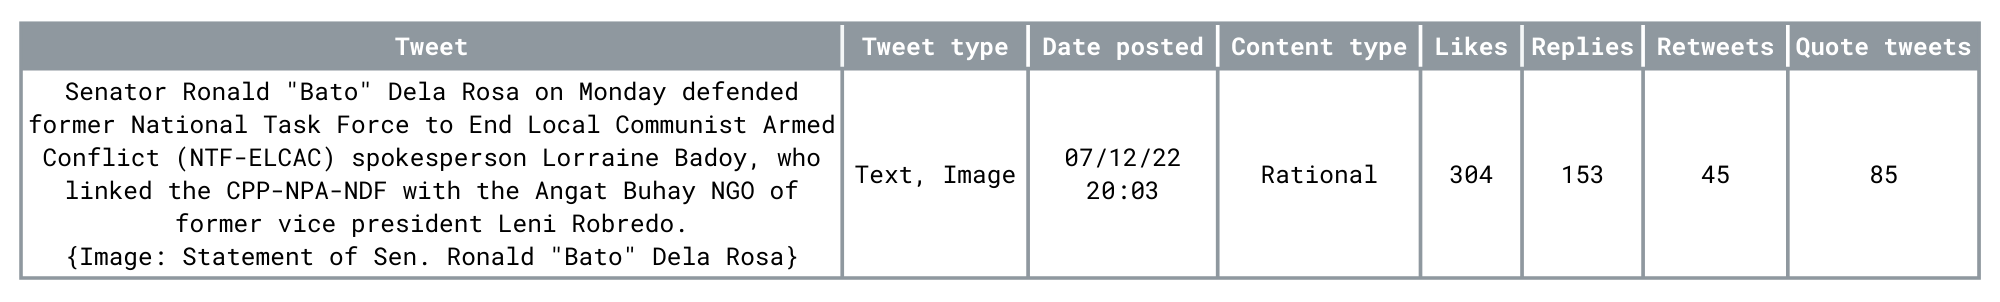 Tweet Tweet type Date posted Content type Likes Replies Retweets Quote tweets
Senator Ronald "Bato" Dela Rosa on Monday defended
former National Task Force to End Local Communist Armed
Conflict (NTF-ELCAC) spokesperson Lorraine Badoy, who
linked the CPP-NPA-NDF with the Angat Buhay NGO of
former vice president Leni Robredo.
{Image: Statement of Sen. Ronald "Bato" Dela Rosa}
Text, Image
07/12/22
20:03
Rational
304
153
45
85